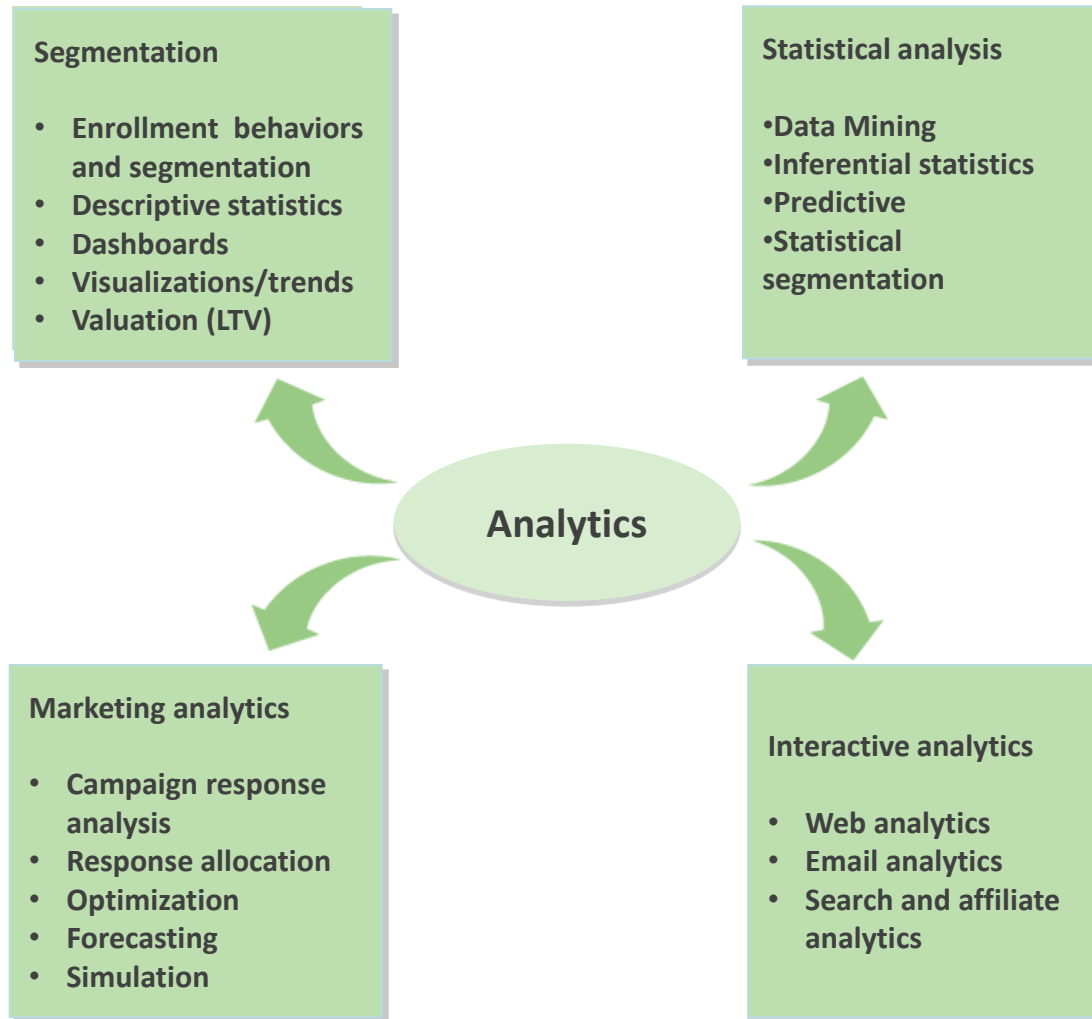 Segmentation
• Enrollment behaviors
and segmentation
• Descriptive statistics
• Dashboards
• Visualizations/trends
• Valuation (LTV)
Statistical analysis
•Data Mining
•Inferential statistics
•Predictive
•Statistical
segmentation
Analytics
Marketing analytics
• Campaign response
analysis
• Response allocation
• Optimization
• Forecasting
• Simulation
Interactive analytics
• Web analytics
• Email analytics
• Search and affiliate
analytics